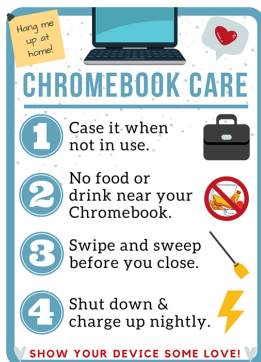 Hang me
up at
home!
CHROMEBOOK CARE
1 Case it when
not in use.
2 No food or
drink near your
Chromebook.
3 Swipe and sweep
before you close.
4 Shut down &
charge up nightly.
SHOW YOUR DEVICE SOME LOVE!